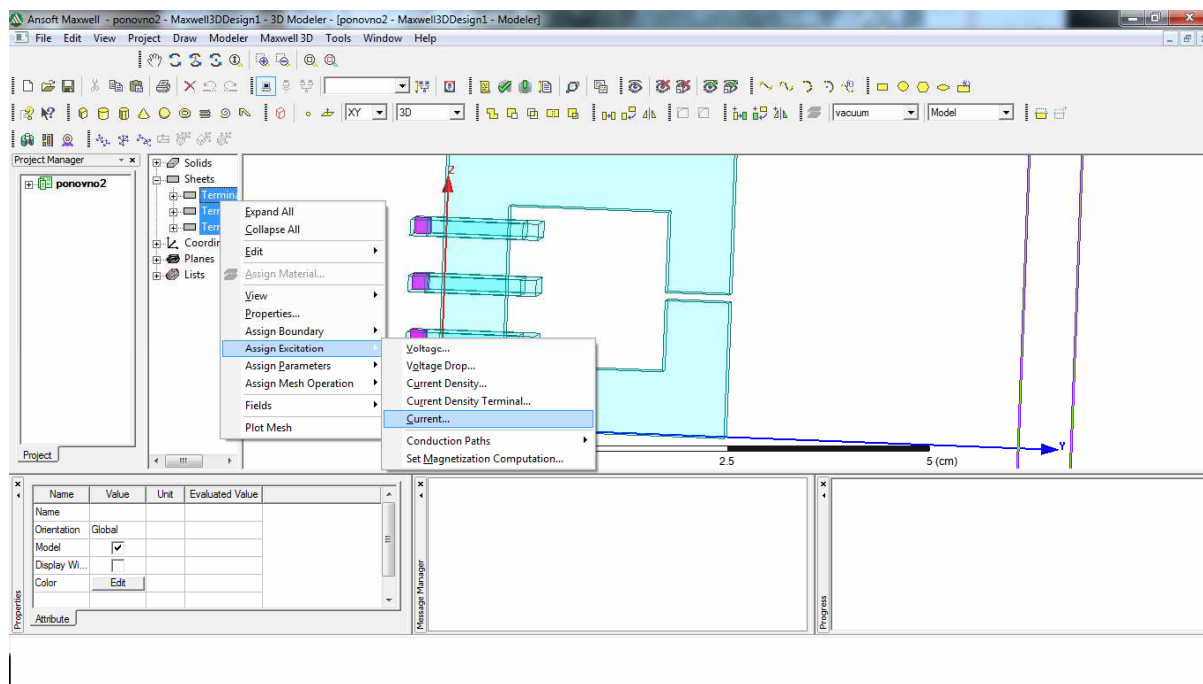 Ansoft Maxwell - ponovno2 - Maxwell3DDesign1 - 3D Modeler - [ponovno2 - Maxwell3DDesign1 - Modeler]
File Edit View Project Draw Modeler Maxwell 3D Tools Window Help
XY 3D vacuum Model
Project Manager
ponovno2
Project
Solids
Sheets
Termina
Tern
Tern
Coordin
Planes
Lists
Expand All
Collapse All
Edit
Assign Material...
View
Properties...
Assign Boundary
Assign Excitation
Assign Parameters
Assign Mesh Operation
Fields
Plot Mesh
Voltage...
Voltage Drop...
Current Density...
Current Density Terminal...
Current...
Conduction Paths
Set Magnetization Computation...
Z
Y
2.5 5 (cm)
Name Value Unit Evaluated Value
Name
Orientation Global
Model
Display Wi...
Color Edit
Attribute
Properties
Message Manager
Progress